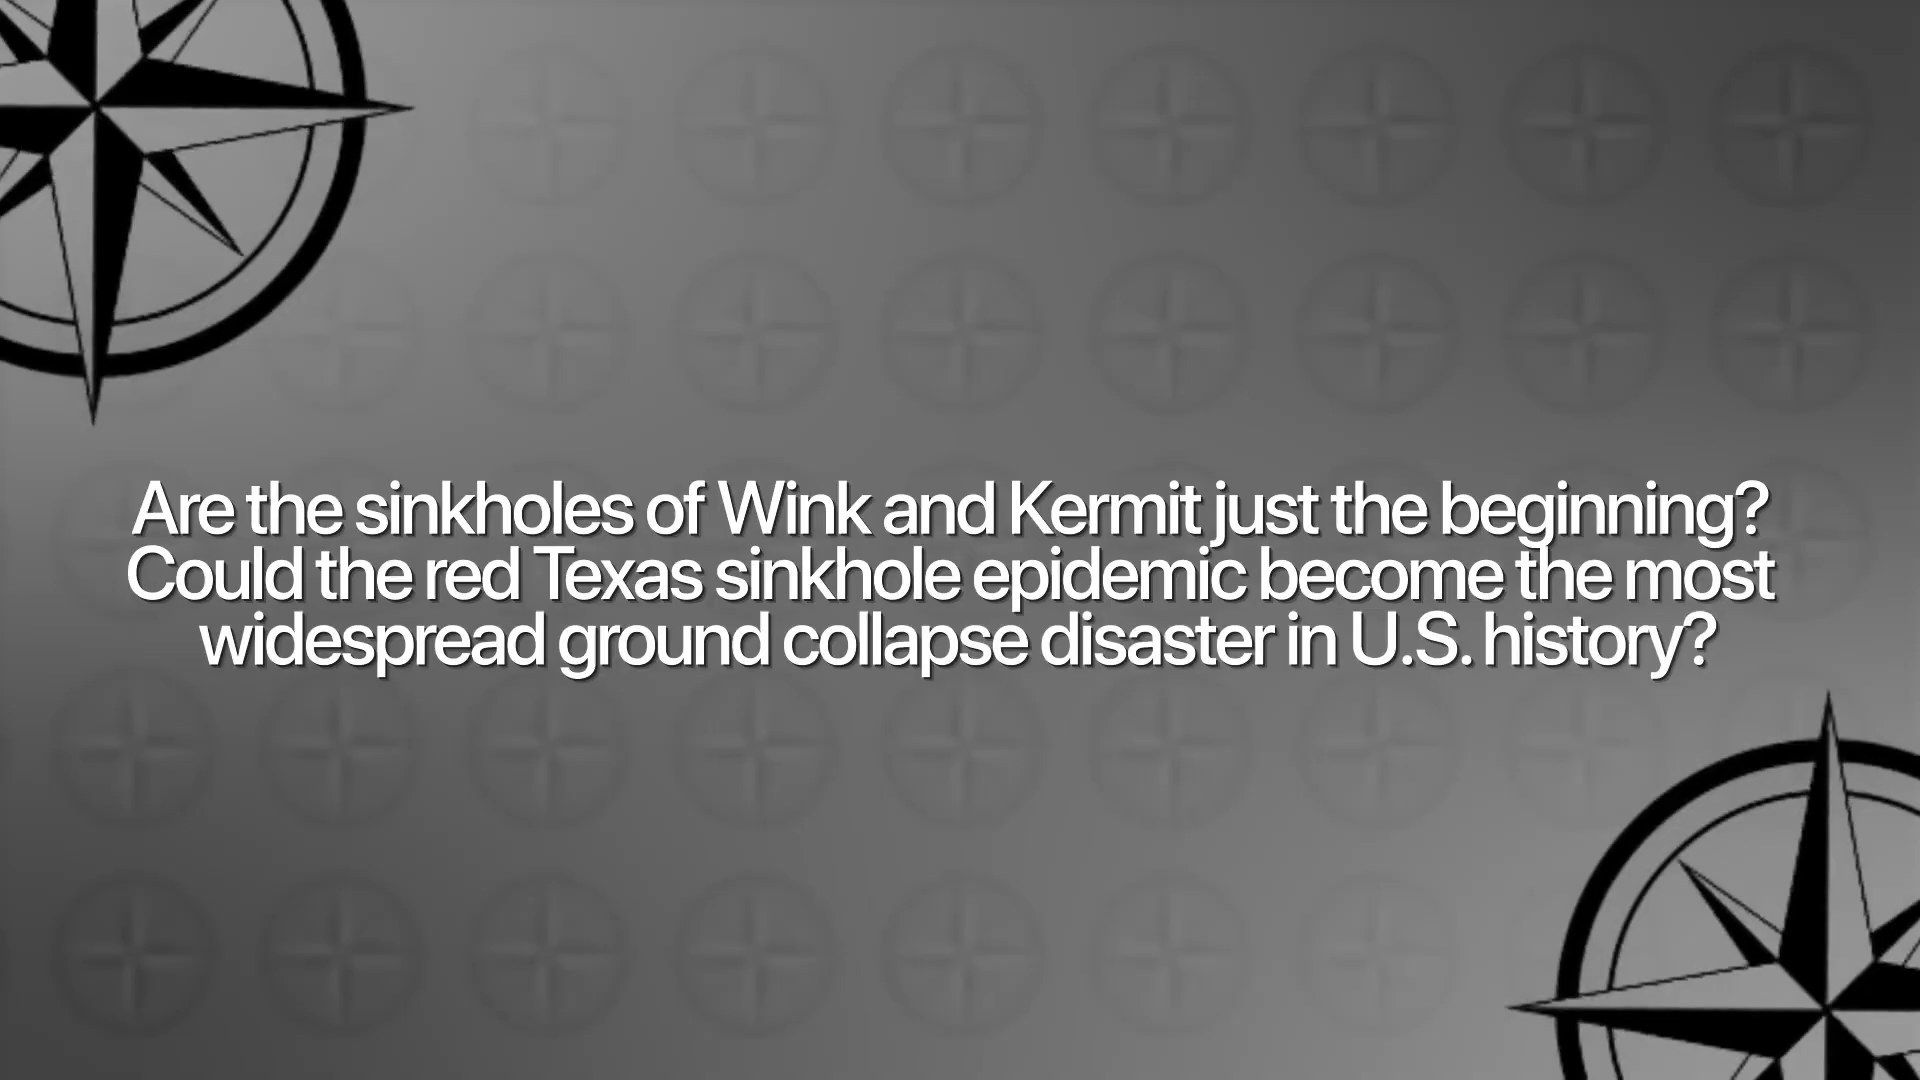 Are the sinkholes of Wink and Kermit just the beginning?
Could the red Texas sinkhole epidemic become the most
widespread ground collapse disaster in U.S. history?